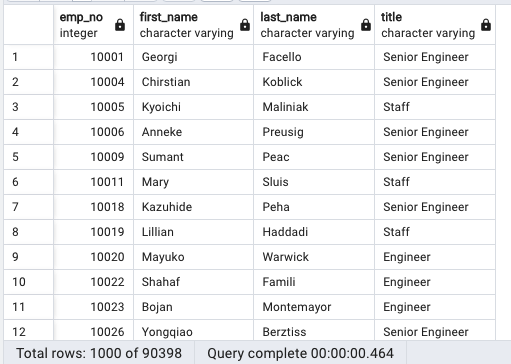 emp_no first_name last_name title
integer character varying character varying character varying
1 10001 Georgi Facello Senior Engineer
2 10004 Chirstian Koblick Senior Engineer
3 10005 Kyoichi Maliniak Staff
4 10006 Anneke Preusig Senior Engineer
5 10009 Sumant Peac Senior Engineer
6 10011 Mary Sluis Staff
7 10018 Kazuhide Peha Senior Engineer
8 10019 Lillian Haddadi Staff
9 10020 Mayuko Warwick Engineer
10 10022 Shahaf Famili Engineer
11 10023 Bojan Montemayor Engineer
12 10026 Yongqiao Berztiss Senior Engineer
Total rows: 1000 of 90398 Query complete 00:00:00.464